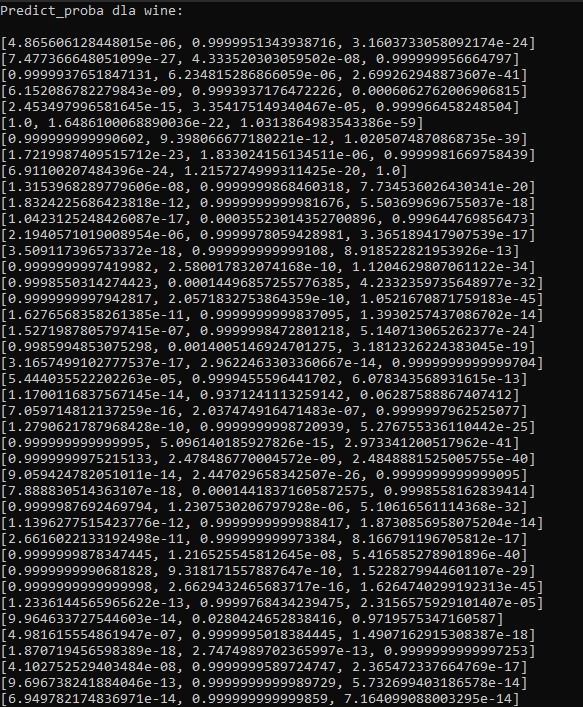 Predict_proba dla wine:
[4.865606128448015e-06, 0.9999951343938716, 3.1603733058092174e-24]
[7.477366648051099e-27, 4.333520303059502e-08, 0.999999956664797]
[0.9999937651847131, 6.234815286866059e-06, 2.699262948873607e-41]
[6.152086782279843e-09, 0.9993937176472226, 0.0006062762006906815]
[2.453497996581645e-15, 3.354175149340467e-05, 0.999966458248504]
[1.0, 1.6486100068890036e-22, 1.0313864983543386e-59]
[0.999999999990602, 9.398066677180221e-12, 1.0205074870868735e-39]
[1.7219987409515712e-23, 1.833024156134511e-06, 0.9999981669758439]
[6.91100207484396e-24, 1.2157274999311425e-20, 1.0]
[1.3153968289779606e-08, 0.9999999868460318, 7.734536026430341e-20]
[1.8324225686423818e-12, 0.9999999999981676, 5.503699696755037e-18]
[1.0423125248426087e-17, 0.00035523014352700896, 0.999644769856473]
[2.1940571019008954e-06, 0.9999978059428981, 3.365189417907539e-17]
[3.509117396573372e-18, 0.999999999999108, 8.918522821953926e-13]
[0.9999999997419982, 2.580017832074168e-10, 1.1204629807061122e-34]
[0.9998550314274423, 0.00014496857255776385, 4.2332359735648977e-32]
[0.9999999997942817, 2.0571832753864359e-10, 1.0521670871759183e-45]
[1.6276568358261385e-11, 0.9999999999837095, 1.3930257437086702e-14]
[1.5271987805797415e-07, 0.9999998472801218, 5.140713065262377e-24]
[0.9985994853075298, 0.0014005146924701275, 3.1812326224383045e-19]
[3.1657499102777537e-17, 2.9622463303360667e-14, 0.9999999999999704]
[5.444035522202263e-05, 0.9999455596441702, 6.078343568931615e-13]
[1.1700116837567145e-14, 0.9371241113259142, 0.06287588867407412]
[7.059714812137259e-16, 2.037474916471483e-07, 0.9999997962525077]
[1.2790621787968428e-10, 0.9999999998720939, 5.276755336110442e-25]
[0.999999999999995, 5.096140185927826e-15, 2.973341200517962e-41]
[0.9999999975215133, 2.478486770004572e-09, 2.4848881525005755e-40]
[9.059424782051011e-14, 2.447029658342507e-26, 0.9999999999999095]
[7.888830514363107e-18, 0.00014418371605872575, 0.9998558162839414]
[0.9999987692469794, 1.2307530206797928e-06, 5.10616561114368e-32]
[1.1396277515423776e-12, 0.9999999999988417, 1.8730856958075204e-14]
[2.6616022133192498e-11, 0.999999999973384, 8.166791196705812e-17]
[0.9999999878347445, 1.216525545812645e-08, 5.416585278901896e-40]
[0.9999999990681828, 9.318171557887647e-10, 1.5228279944601107e-29]
[0.9999999999999998, 2.6629432465683717e-16, 1.6264740299192313e-45]
[1.2336144565965622e-13, 0.9999768434239475, 2.3156575929101407e-05]
[9.964633727544603e-14, 0.0280424652838416, 0.9719575347160587]
[4.981615554861947e-07, 0.9999995018384445, 1.4907162915308387e-18]
[1.870719456598389e-18, 2.7474989702365997e-13, 0.9999999999997253]
[4.102752529403484e-08, 0.9999999589724747, 2.365472337664769e-17]
[9.696738241884046e-13, 0.9999999999989729, 5.732699403186578e-14]
[6.949782174836971e-14, 0.999999999999859, 7.164099088003295e-14]